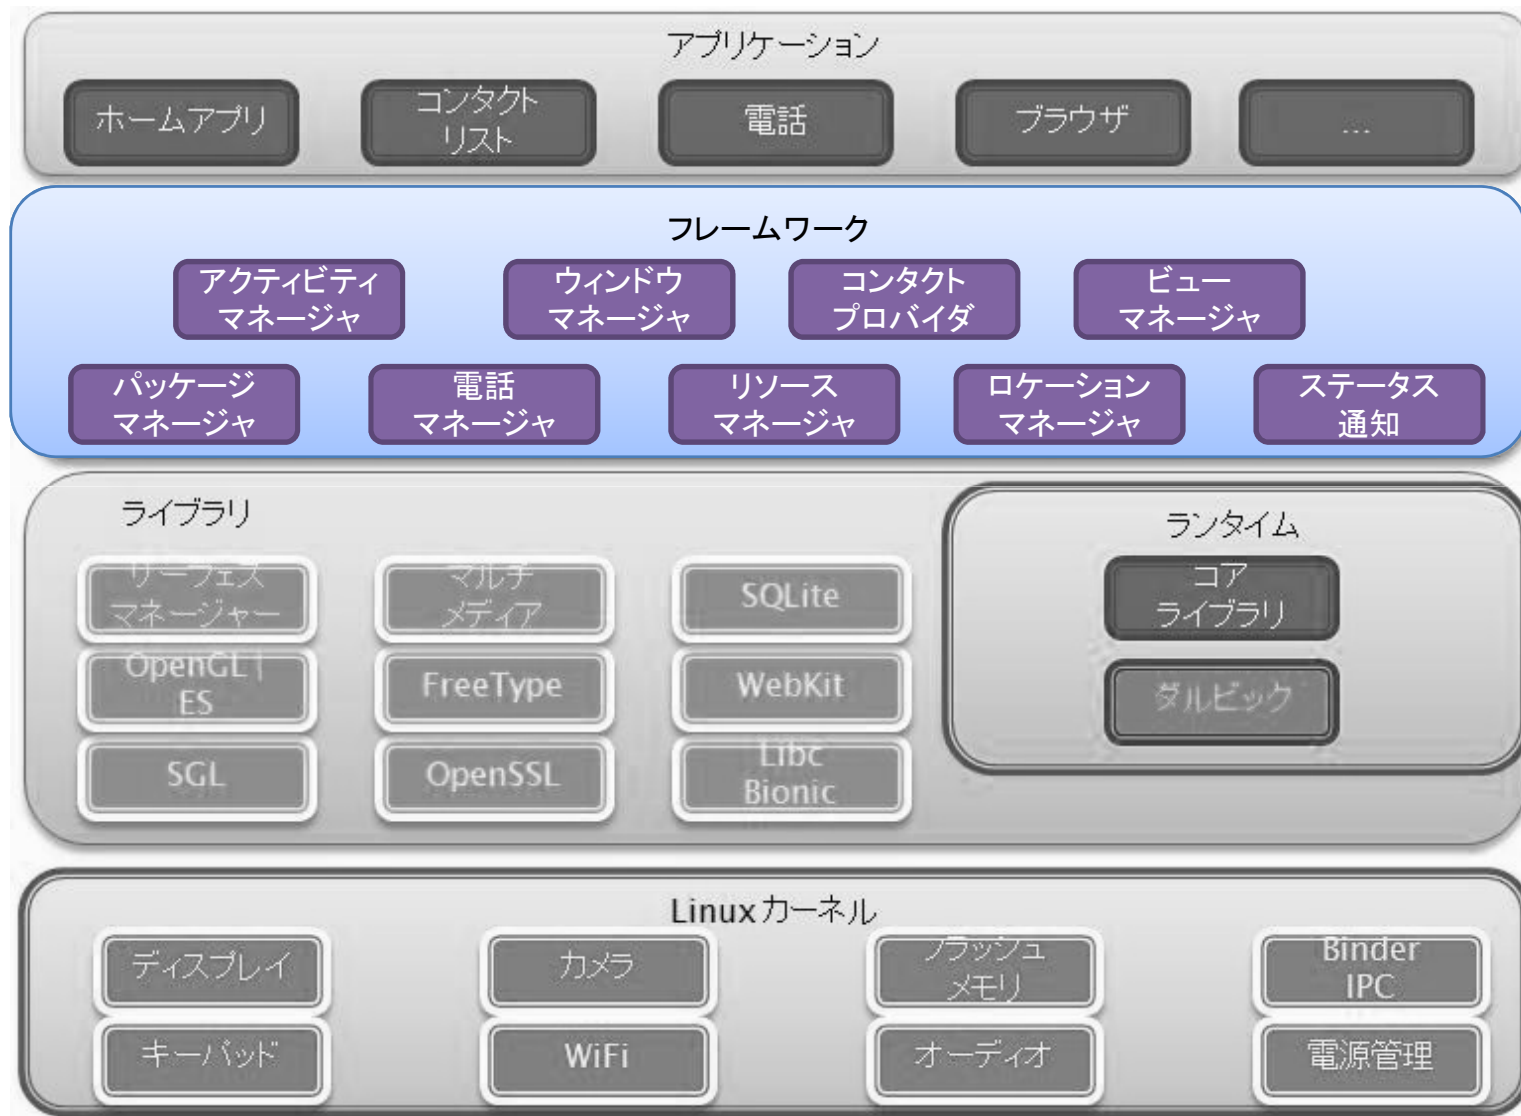 アプリケーション
ホームアプリ
コンタクト
リスト
電話
ブラウザ
...
フレームワーク
アクティビティ
マネージャ
ウィンドウ
マネージャ
コンタクト
プロバイダ
ビュー
マネージャ
パッケージ
マネージャ
電話
マネージャ
リソース
マネージャ
ロケーション
マネージャ
ステータス
通知
ライブラリ
サーフェス
マネージャー
マルチ
メディア
SQLite
OpenGL |
ES
FreeType
WebKit
SGL
OpenSSL
Libc
Bionic
ランタイム
コア
ライブラリ
ダルビック
Linuxカーネル
ディスプレイ
カメラ
フラッシュ
メモリ
Binder
IPC
キーパッド
WiFi
オーディオ
電源管理